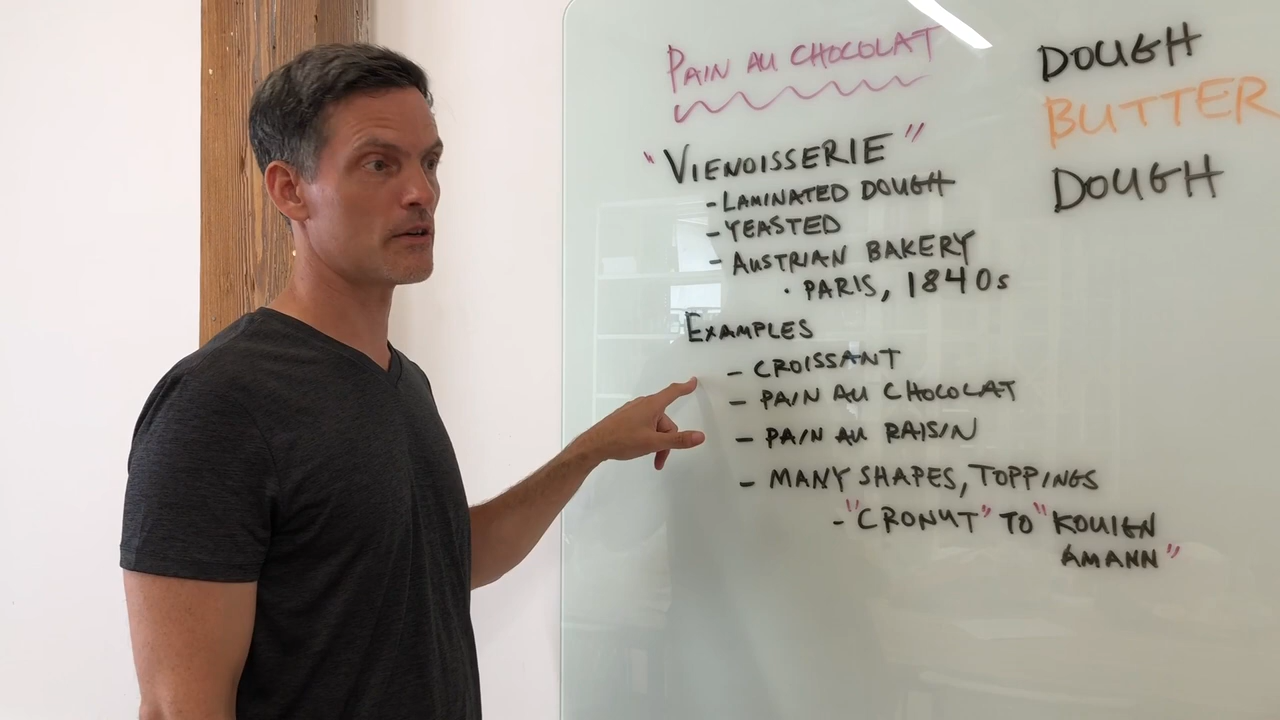 PAIN AU CHOCOLAT
"VIENOISSERIE"
- LAMINATED DOUGH
- YEASTED
- AUSTRIAN BAKERY
· PARIS, 1840s
EXAMPLES
- CROISSANT
- PAIN AU CHOCOLAT
- PAIN AU RAISIN
- MANY SHAPES, TOPPINGS
- "CRONUT" TO "KOUIGN
AMANN"
DOUGH
BUTTER
DOUGH